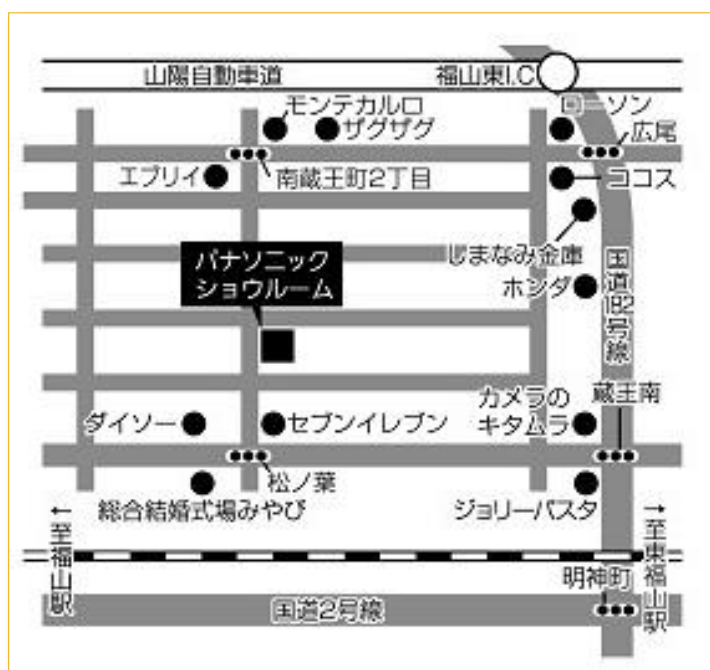 山陽自動車道
福山東I.C
モンテカルロ
ローソン
ザグザグ
広尾
エブリイ
南蔵王町2丁目
ココス
しまなみ金庫
パナソニック
ショウルーム
ホンダ
国道182号線
カメラの
キタムラ
蔵王南
ダイソー
セブンイレブン
松ノ葉
総合結婚式場みやび
ジョリーパスタ
←至福山駅
→至東福山駅
明神町
国道2号線